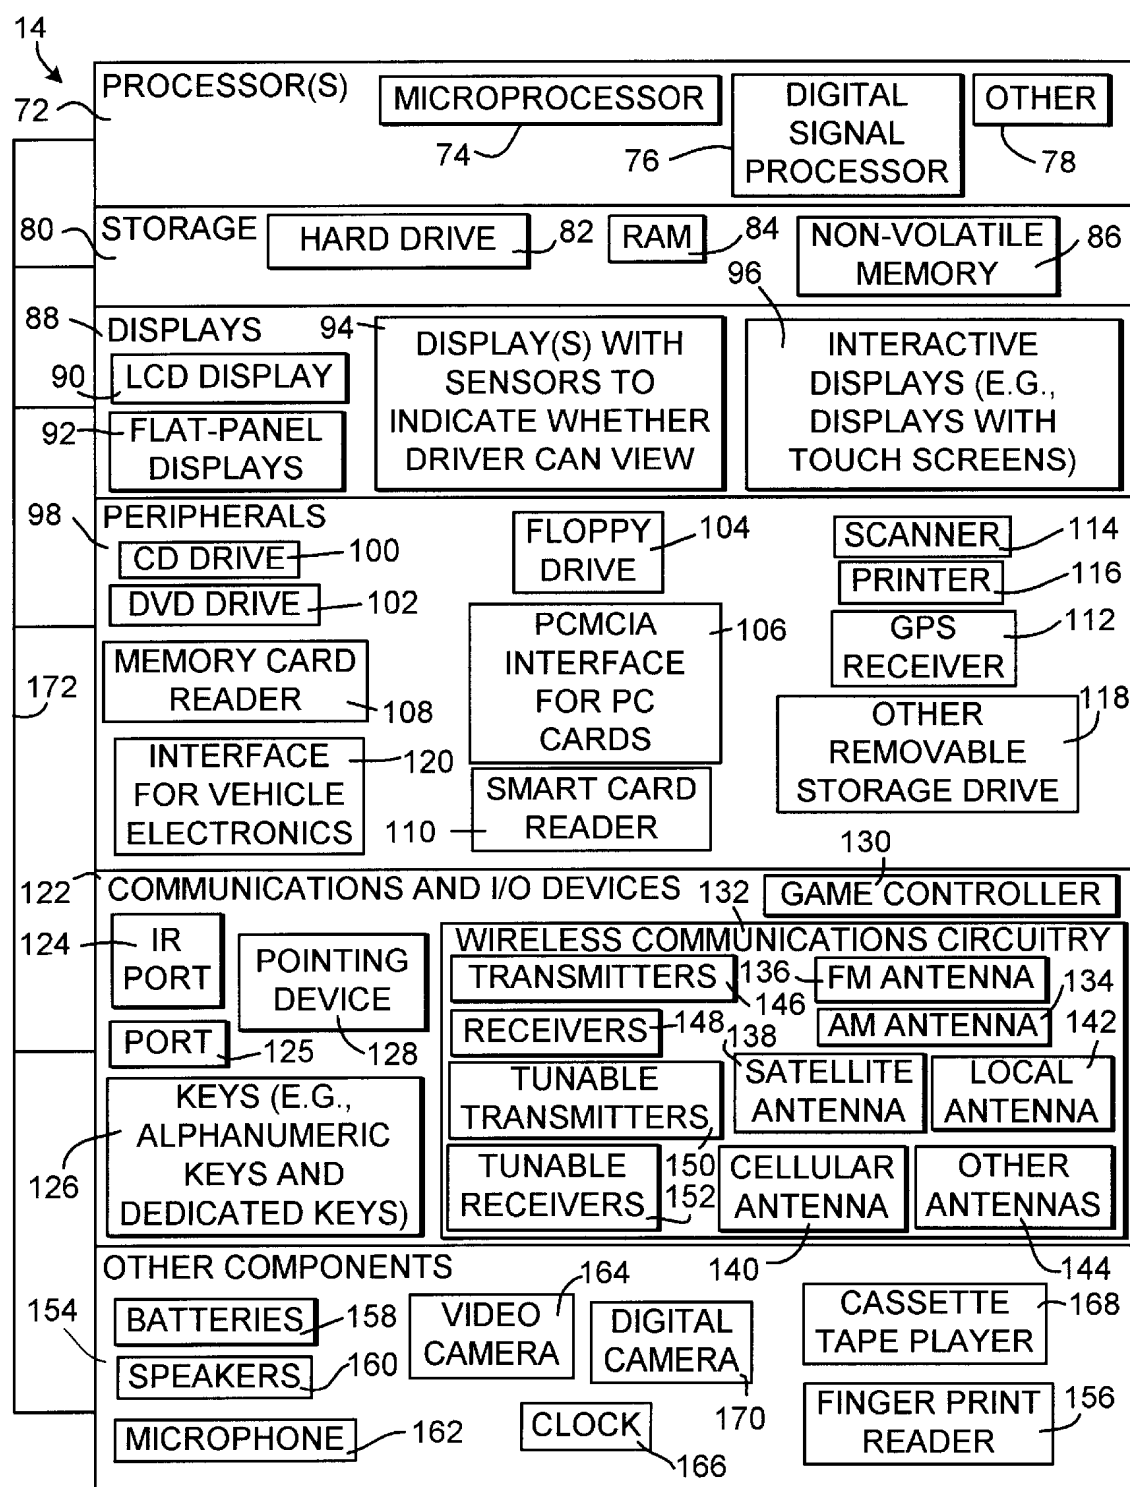 14
PROCESSOR(S)
72
MICROPROCESSOR
74
DIGITAL
SIGNAL
PROCESSOR
76
OTHER
78
STORAGE
80
HARD DRIVE
82
RAM
84
NON-VOLATILE
MEMORY
86
88
DISPLAYS
90
LCD DISPLAY
92
FLAT-PANEL
DISPLAYS
94
DISPLAY(S) WITH
SENSORS TO
INDICATE WHETHER
DRIVER CAN VIEW
96
INTERACTIVE
DISPLAYS (E.G.,
DISPLAYS WITH
TOUCH SCREENS)
98
PERIPHERALS
CD DRIVE
100
DVD DRIVE
102
FLOPPY
DRIVE
104
SCANNER
114
PRINTER
116
GPS
RECEIVER
112
PCMCIA
INTERFACE
FOR PC
CARDS
106
MEMORY CARD
READER
108
172
OTHER
REMOVABLE
STORAGE DRIVE
118
INTERFACE
FOR VEHICLE
ELECTRONICS
120
SMART CARD
READER
110
122
COMMUNICATIONS AND I/O DEVICES
130
GAME CONTROLLER
124
IR
PORT
POINTING
DEVICE
128
PORT
125
126
KEYS (E.G.,
ALPHANUMERIC
KEYS AND
DEDICATED KEYS)
132
WIRELESS COMMUNICATIONS CIRCUITRY
TRANSMITTERS
146
136
FM ANTENNA
RECEIVERS
148
AM ANTENNA
134
TUNABLE
TRANSMITTERS
150
138
SATELLITE
ANTENNA
142
LOCAL
ANTENNA
TUNABLE
RECEIVERS
152
CELLULAR
ANTENNA
140
OTHER
ANTENNAS
144
OTHER COMPONENTS
154
BATTERIES
158
SPEAKERS
160
MICROPHONE
162
VIDEO
CAMERA
164
DIGITAL
CAMERA
170
CLOCK
166
CASSETTE
TAPE PLAYER
168
FINGER PRINT
READER
156